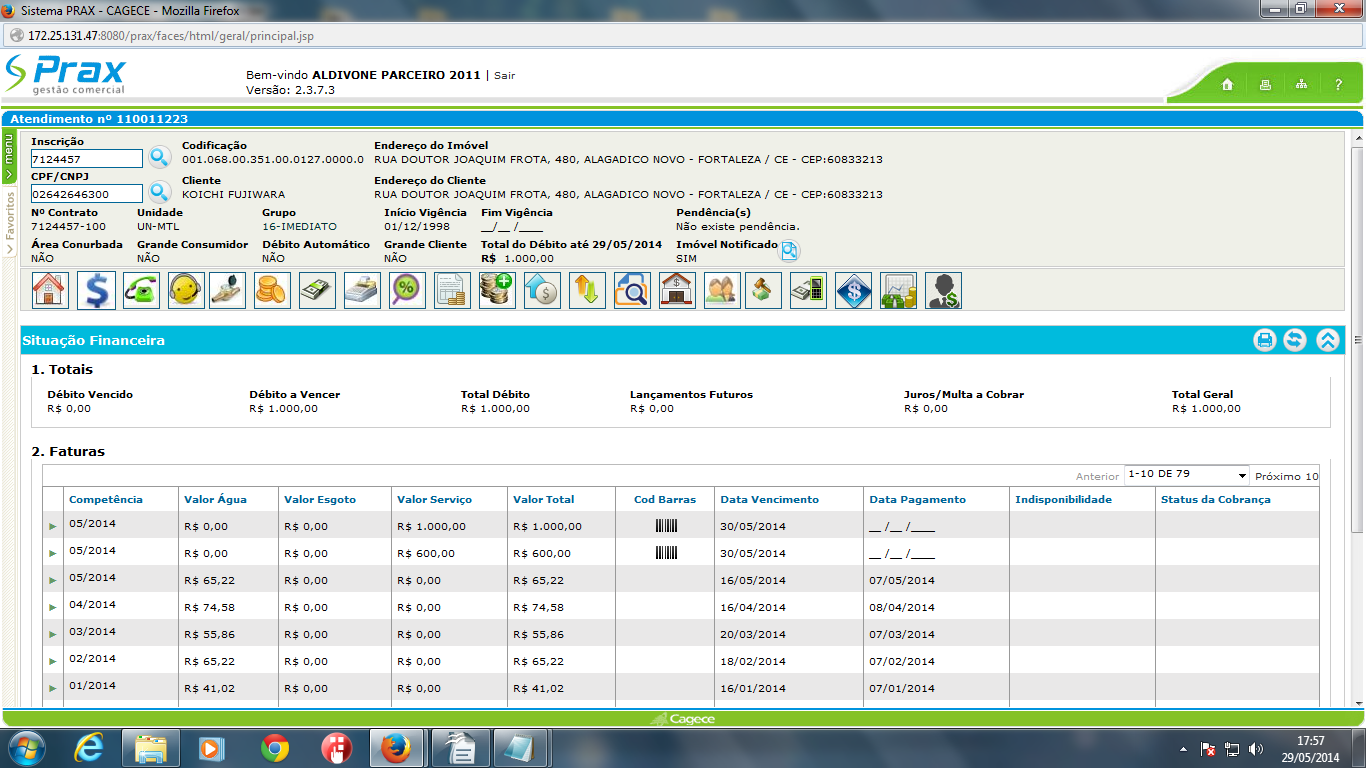 Sistema PRAX - CAGECE - Mozilla Firefox
172.25.131.47:8080/prax/faces/html/geral/principal.jsp
Prax
gestão comercial
Bem-vindo ALDIVONE PARCEIRO 2011 | Sair
Versão: 2.3.7.3
?
Atendimento nº 110011223
menu
Favoritos
Inscrição
7124457
Codificação
001.068.00.351.00.0127.0000.0
Endereço do Imóvel
RUA DOUTOR JOAQUIM FROTA, 480, ALAGADICO NOVO - FORTALEZA / CE - CEP:60833213
CPF/CNPJ
02642646300
Cliente
KOICHI FUJIWARA
Endereço do Cliente
RUA DOUTOR JOAQUIM FROTA, 480, ALAGADICO NOVO - FORTALEZA / CE - CEP:60833213
Nº Contrato Unidade Grupo Início Vigência Fim Vigência Pendência(s)
7124457-100 UN-MTL 16-IMEDIATO 01/12/1998 __/__ /____ Não existe pendência.
Área Conurbada Grande Consumidor Débito Automático Grande Cliente Total do Débito até 29/05/2014 Imóvel Notificado
NÃO NÃO NÃO NÃO R$ 1.000,00 SIM
Situação Financeira
1. Totais
Débito Vencido Débito a Vencer Total Débito Lançamentos Futuros Juros/Multa a Cobrar Total Geral
R$ 0,00 R$ 1.000,00 R$ 1.000,00 R$ 0,00 R$ 0,00 R$ 1.000,00
2. Faturas
Anterior 1-10 DE 79 Próximo 10
Competência Valor Água Valor Esgoto Valor Serviço Valor Total Cod Barras Data Vencimento Data Pagamento Indisponibilidade Status da Cobrança
05/2014 R$ 0,00 R$ 0,00 R$ 1.000,00 R$ 1.000,00 30/05/2014 __ /__ /____
05/2014 R$ 0,00 R$ 0,00 R$ 600,00 R$ 600,00 30/05/2014 __ /__ /____
05/2014 R$ 65,22 R$ 0,00 R$ 0,00 R$ 65,22 16/05/2014 07/05/2014
04/2014 R$ 74,58 R$ 0,00 R$ 0,00 R$ 74,58 16/04/2014 08/04/2014
03/2014 R$ 55,86 R$ 0,00 R$ 0,00 R$ 55,86 20/03/2014 07/03/2014
02/2014 R$ 65,22 R$ 0,00 R$ 0,00 R$ 65,22 18/02/2014 07/02/2014
01/2014 R$ 41,02 R$ 0,00 R$ 0,00 R$ 41,02 16/01/2014 07/01/2014
Cagece
17:57
29/05/2014